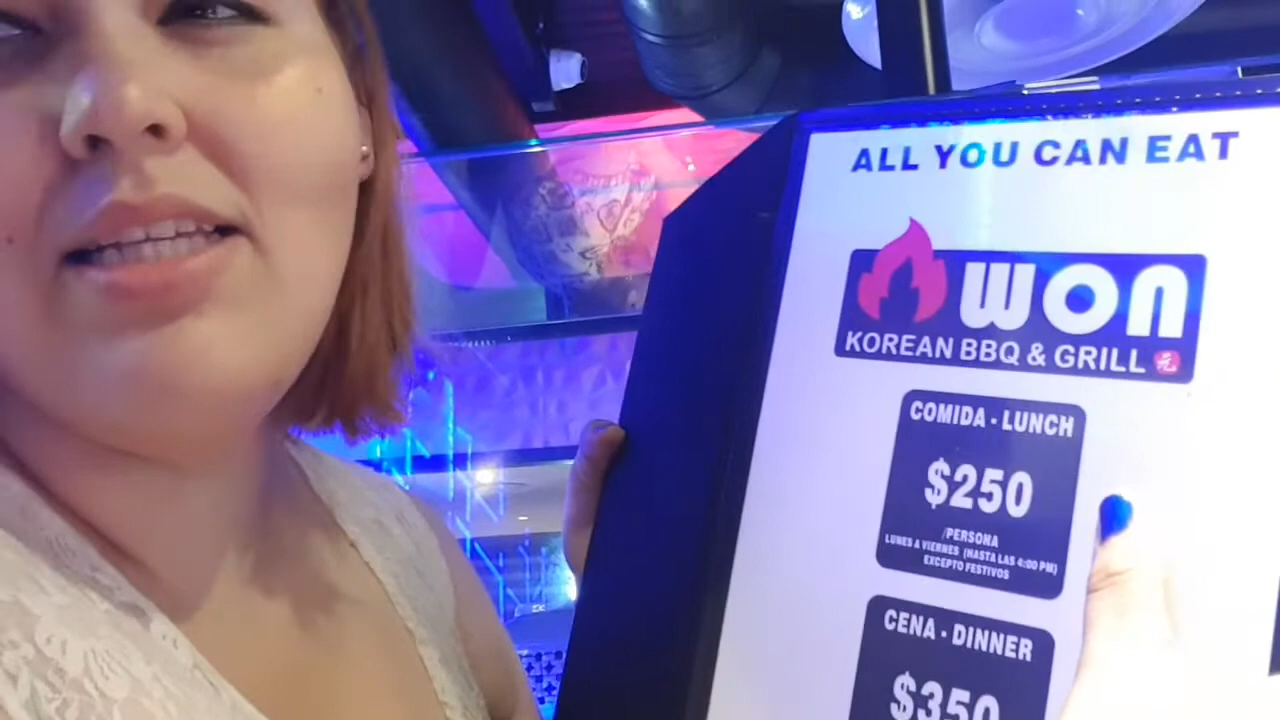 ALL YOU CAN EAT
WON
KOREAN BBQ & GRILL 元
COMIDA - LUNCH
$250
/PERSONA
LUNES A VIERNES (HASTA LAS 4:00 PM)
EXCEPTO FESTIVOS
CENA - DINNER
$350